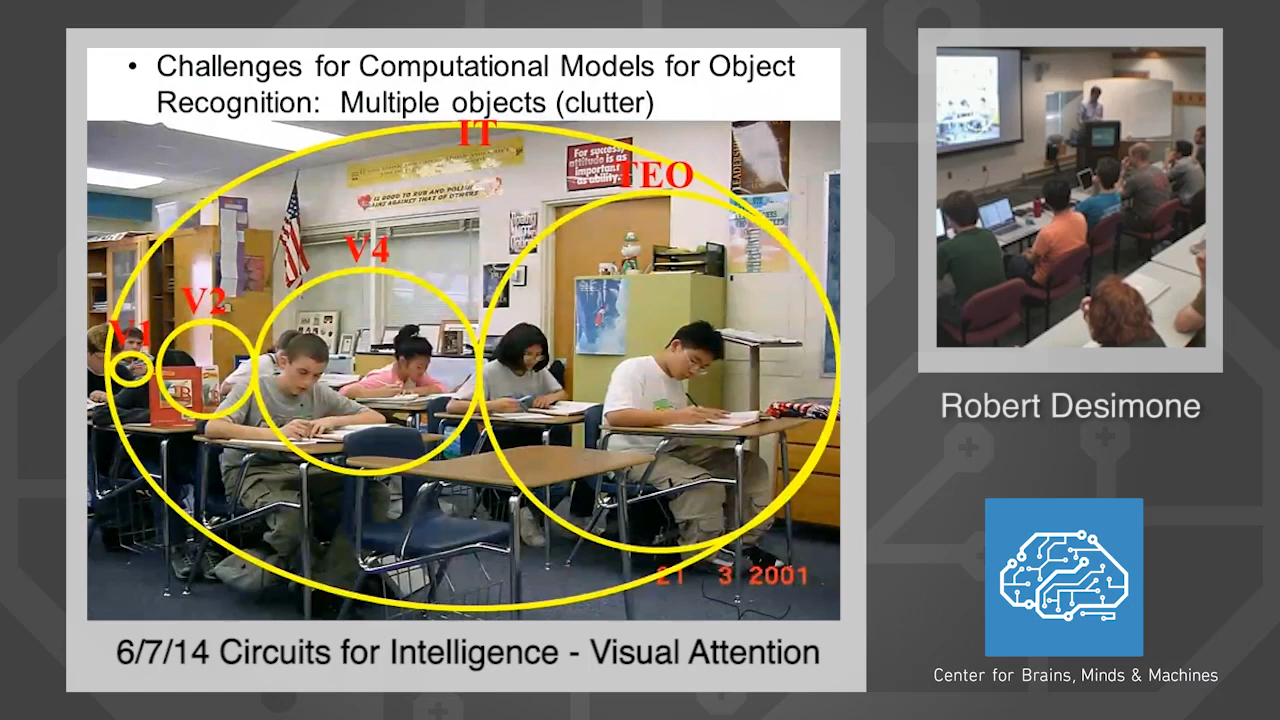 • Challenges for Computational Models for Object
Recognition: Multiple objects (clutter)
IT
TEO
V4
V2
V1
For success,
attitude is as
important
as ability.
LEADERSHIP
21 3 2001
6/7/14 Circuits for Intelligence - Visual Attention
Robert Desimone
Center for Brains, Minds & Machines